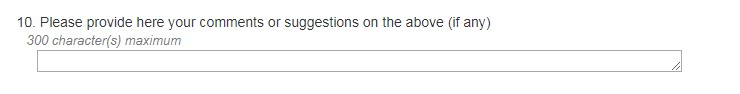 10. Please provide here your comments or suggestions on the above (if any)
300 character(s) maximum